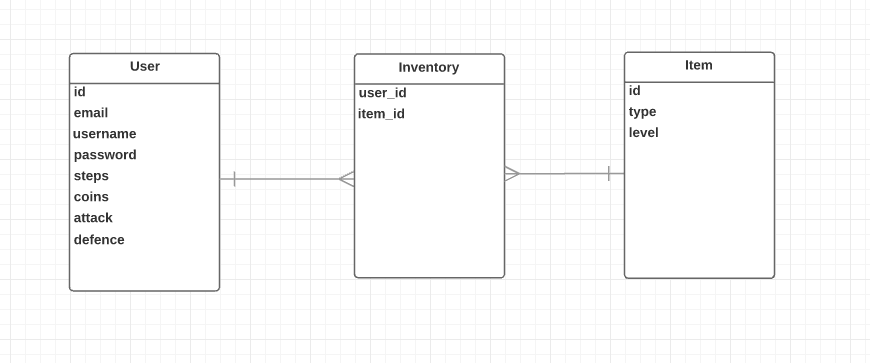 User
id
email
username
password
steps
coins
attack
defence
Inventory
user_id
item_id
Item
id
type
level